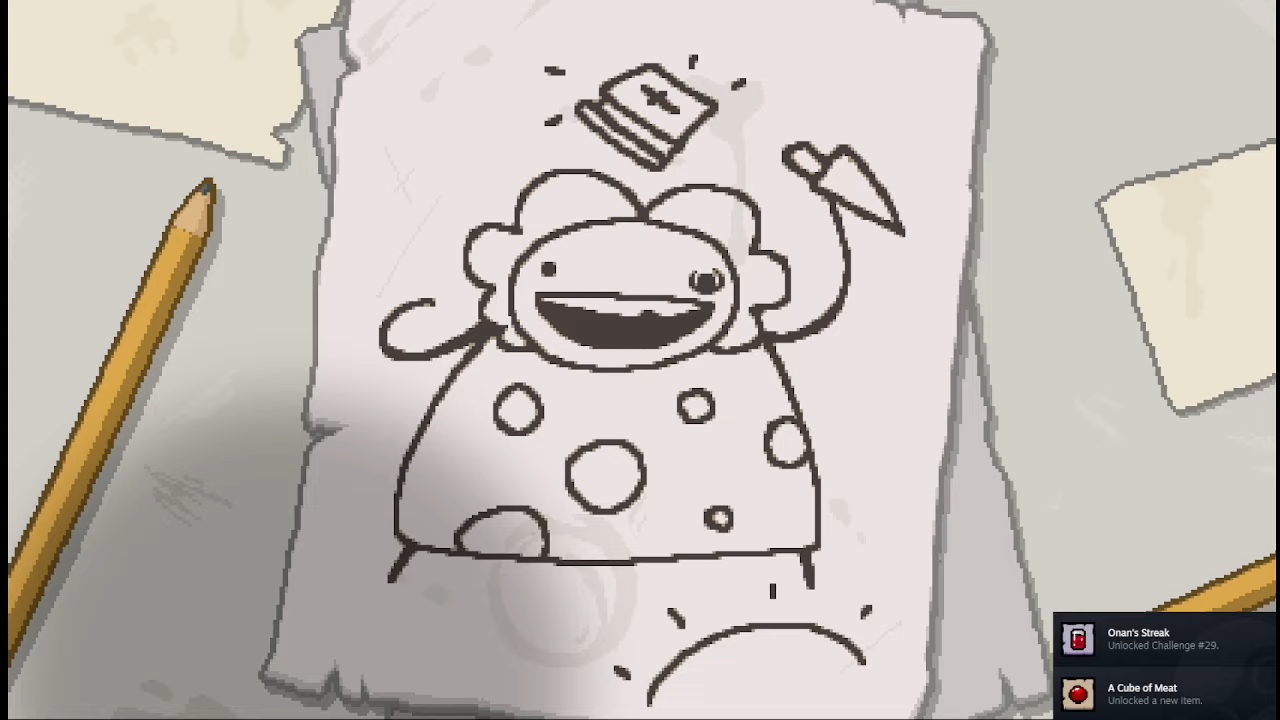 Onan's Streak
Unlocked Challenge #29.
A Cube of Meat
Unlocked a new item.